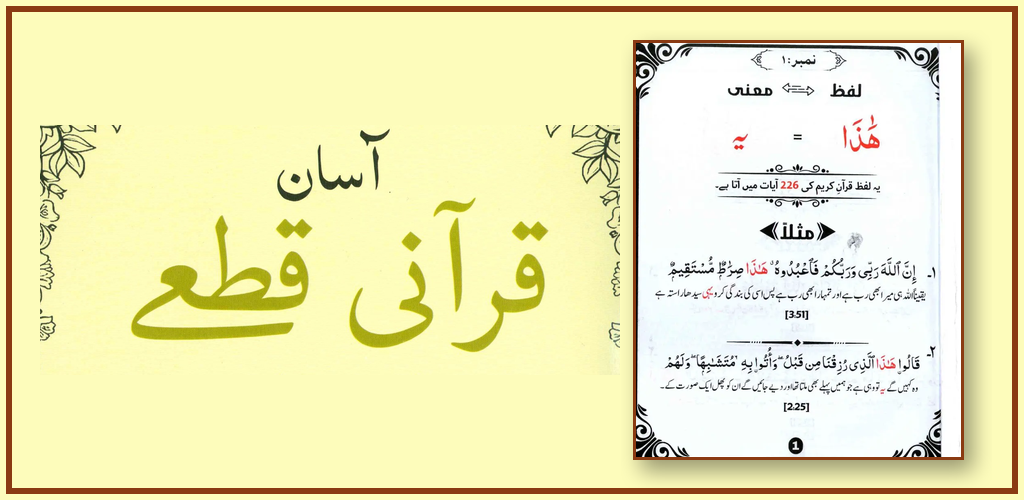 آسان
قرآنی قطعے
نمبر: ۱
لفظ ⇐⇒ معنی
هَٰذَا = یہ
یہ لفظ قرآن کریم کی 226 آیات میں آتا ہے۔
مثلاً
۱۔ إِنَّ ٱللَّهَ رَبِّى وَرَبُّكُمْ فَٱعْبُدُوهُ ۗ هَٰذَا صِرَٰطٌ مُّسْتَقِيمٌ
یقیناً اللہ ہی میرا بھی رب ہے اور تمہارا بھی رب ہے پس اسی کی بندگی کرو یہی سیدھا راستہ ہے
[3:51]
۲۔ قَالُوا۟ هَٰذَا ٱلَّذِى رُزِقْنَا مِن قَبْلُ ۖ وَأُتُوا۟ بِهِۦ مُتَشَٰبِهًا ۖ وَلَهُمْ
وہ کہیں گے یہ تو وہی ہے جو ہمیں پہلے بھی ملتا تھا اور دیے جائیں گے ان کو پھل ایک صورت کے۔
[2:25]
1